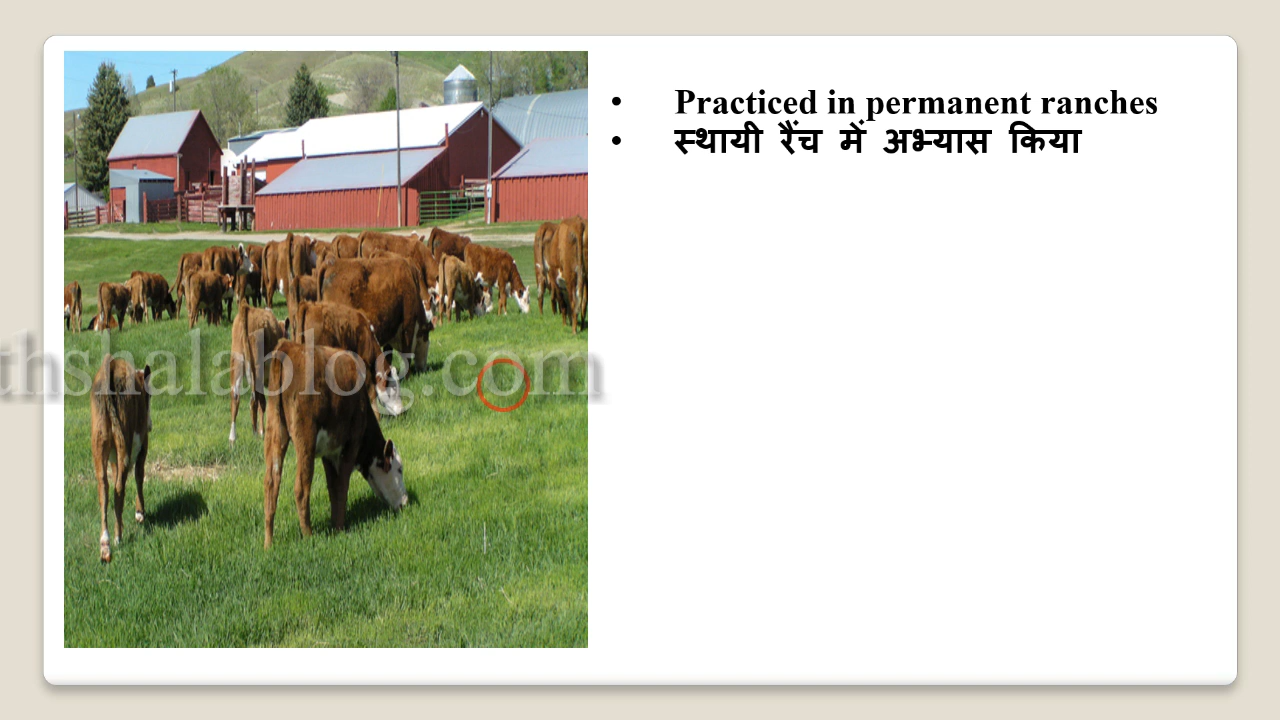 thshalablog.com
• Practiced in permanent ranches
• स्थायी रैंच में अभ्यास किया